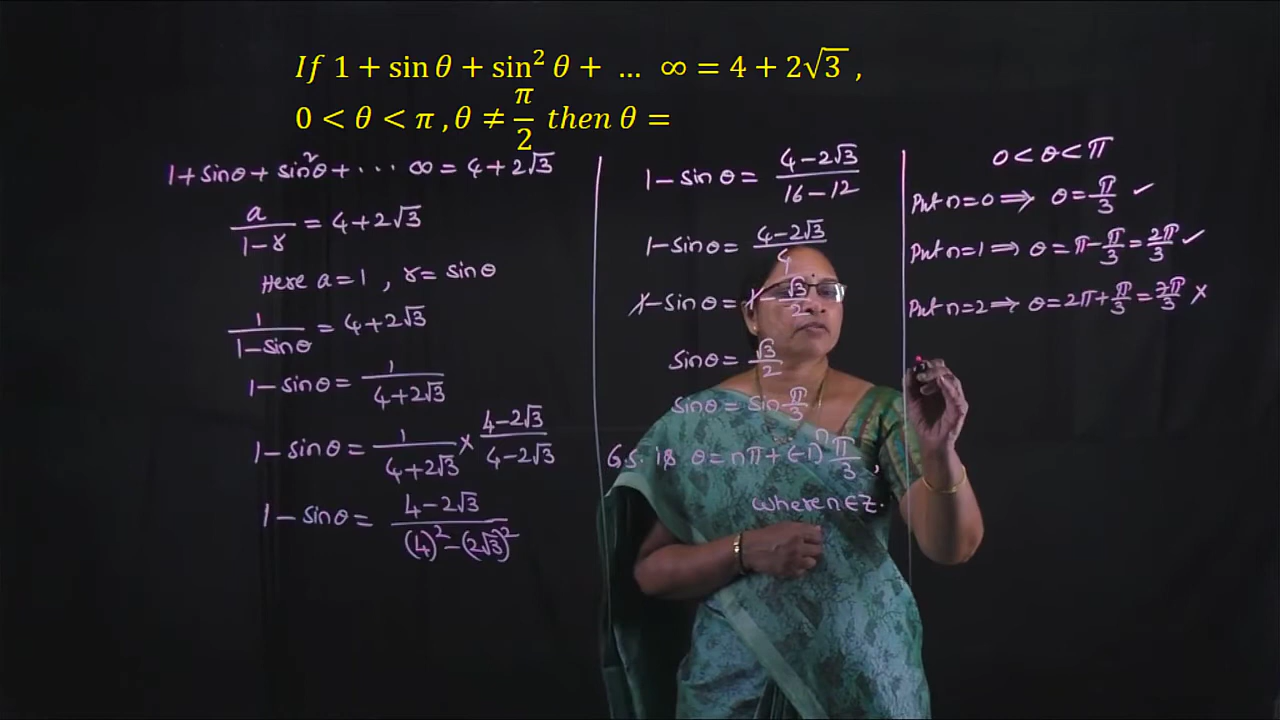 If 1 + sin θ + sin² θ + … ∞ = 4 + 2√3 ,
0 < θ < π , θ ≠ π/2 then θ =
1 + sinθ + sin²θ + ··· ∞ = 4+2√3
a/(1-r) = 4+2√3
Here a=1 , r= sinθ
1/(1-sinθ) = 4+2√3
1-sinθ = 1/(4+2√3)
1-sinθ = 1/(4+2√3) × (4-2√3)/(4-2√3)
1-sinθ = (4-2√3)/((4)²-(2√3)²)
1-sinθ = (4-2√3)/(16-12)
1-sinθ = (4-2√3)/4
1-sinθ = 1-√3/2
sinθ = √3/2
sinθ = sin π/3
G.S. is θ = nπ+(-1)ⁿ π/3 ,
where n∈Z.
0<θ<π
Put n=0 ⟹ θ = π/3 ✓
Put n=1 ⟹ θ = π-π/3 = 2π/3 ✓
Put n=2 ⟹ θ = 2π+π/3 = 7π/3 ×